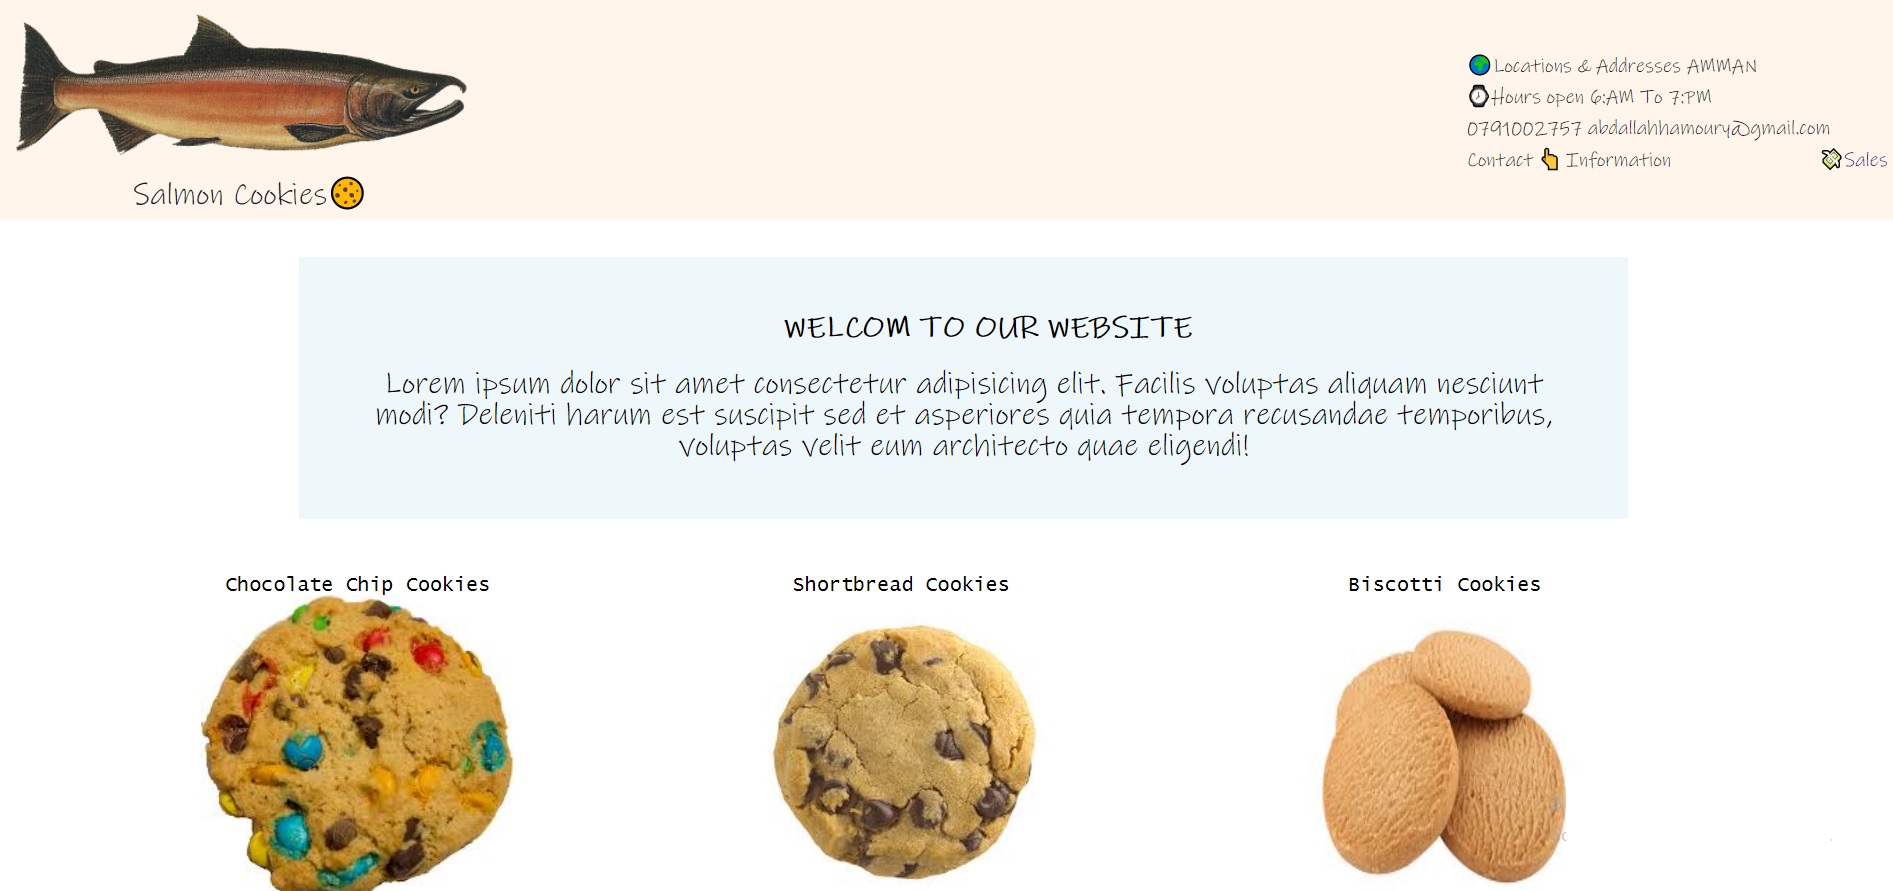 Locations & Addresses AMMAN
Hours open 6:AM To 7:PM
0791002757 abdallahhamoury@gmail.com
Contact 👆 Information
💸Sales
Salmon Cookies🍪
WELCOM TO OUR WEBSITE
Lorem ipsum dolor sit amet consectetur adipisicing elit. Facilis voluptas aliquam nesciunt
modi? Deleniti harum est suscipit sed et asperiores quia tempora recusandae temporibus,
voluptas velit eum architecto quae eligendi!
Chocolate Chip Cookies
Shortbread Cookies
Biscotti Cookies